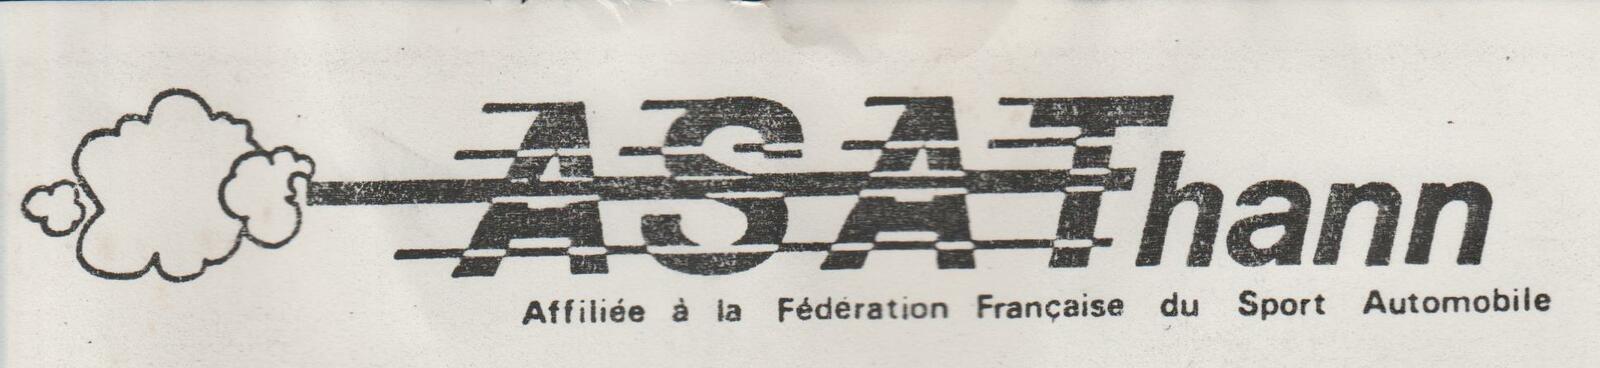 ASAThann
Affiliée à la Fédération Française du Sport Automobile